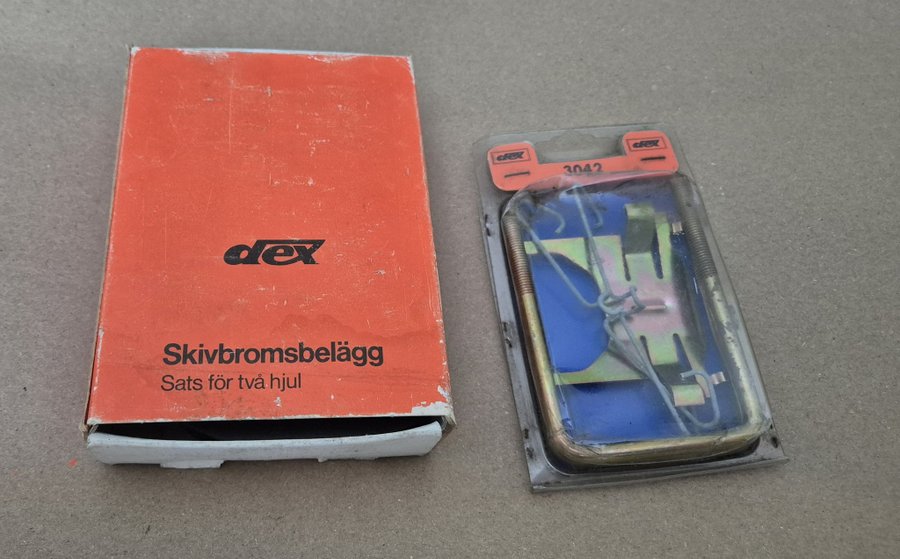 dex
Skivbromsbelägg
Sats för två hjul
dex
dex
3042